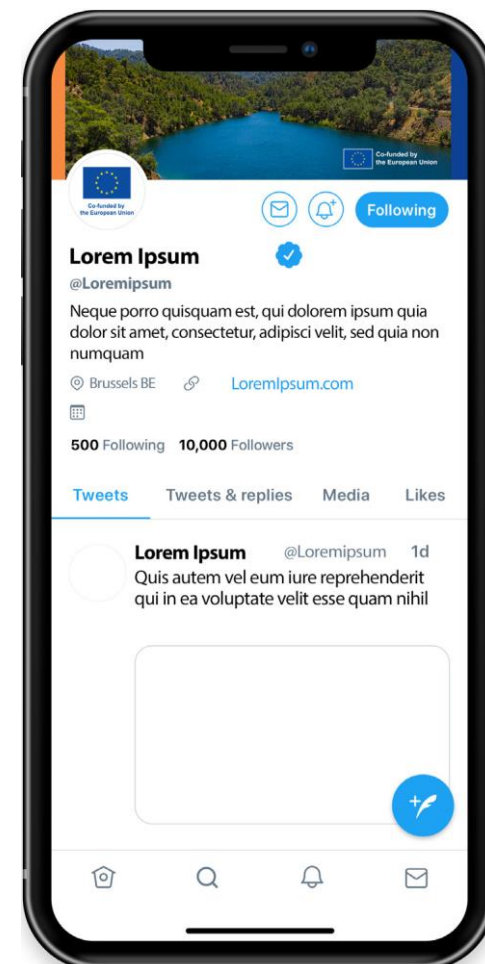 Co-funded by
the European Union
Co-funded by
the European Union
Following
Lorem Ipsum
@Loremipsum
Neque porro quisquam est, qui dolorem ipsum quia
dolor sit amet, consectetur, adipisci velit, sed quia non
numquam
Brussels BE LoremIpsum.com
500 Following 10,000 Followers
Tweets Tweets & replies Media Likes
Lorem Ipsum @Loremipsum 1d
Quis autem vel eum iure reprehenderit
qui in ea voluptate velit esse quam nihil